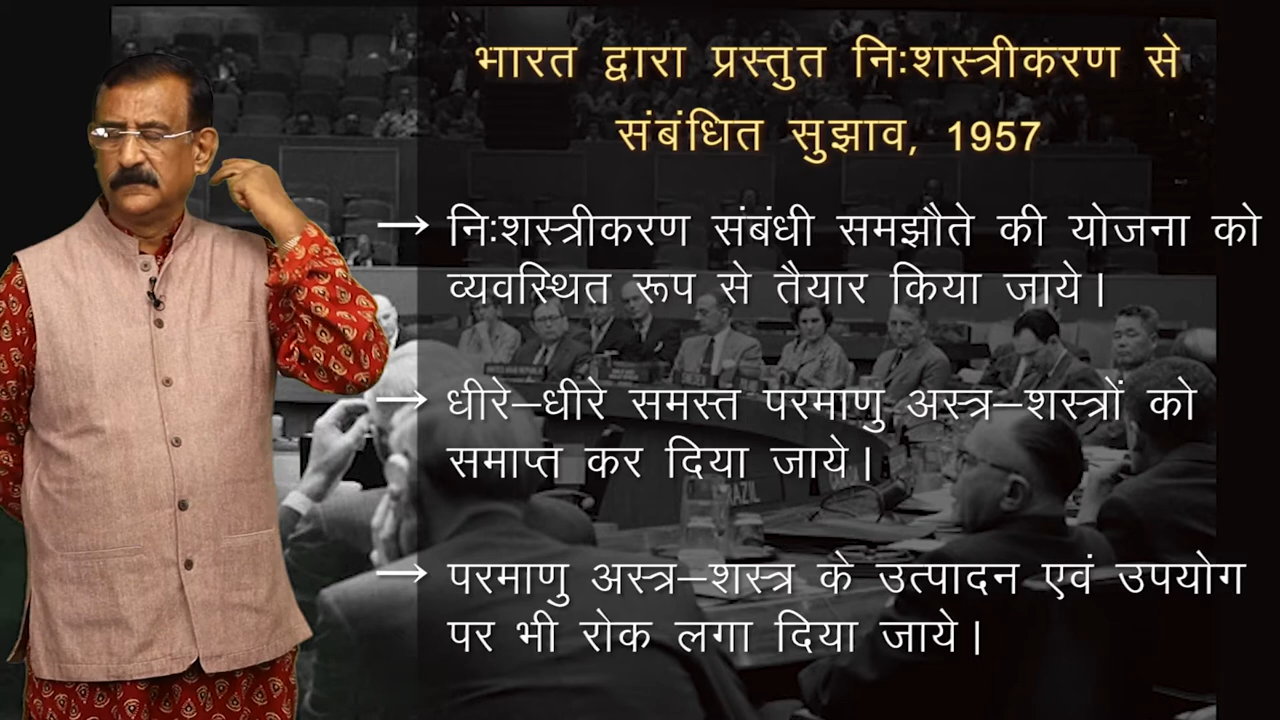 भारत द्वारा प्रस्तुत निःशस्त्रीकरण से
संबंधित सुझाव, 1957
→ निःशस्त्रीकरण संबंधी समझौते की योजना को
व्यवस्थित रूप से तैयार किया जाये।
→ धीरे–धीरे समस्त परमाणु अस्त्र–शस्त्रों को
समाप्त कर दिया जाये।
→ परमाणु अस्त्र–शस्त्र के उत्पादन एवं उपयोग
पर भी रोक लगा दिया जाये।